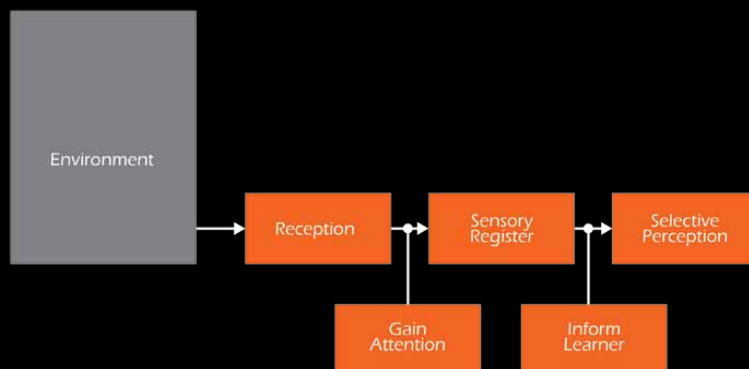 Environment
Reception
Sensory
Register
Selective
Perception
Gain
Attention
Inform
Learner